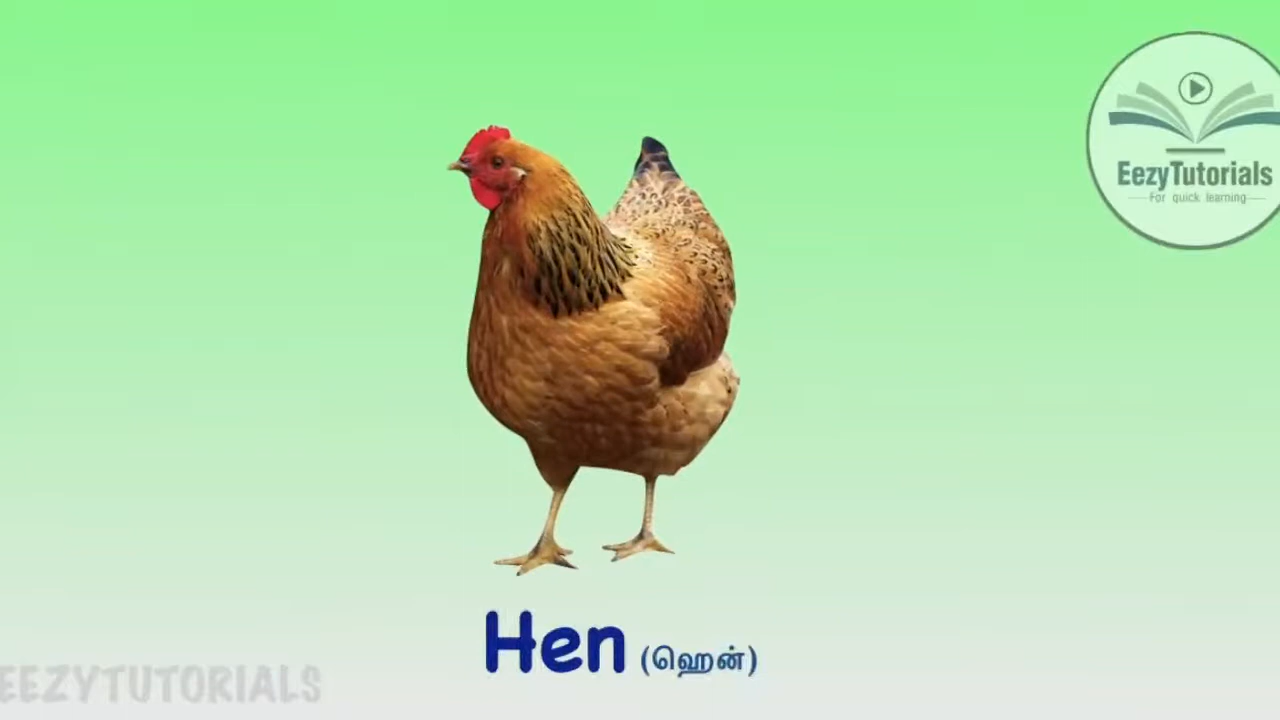 EezyTutorials
For quick learning
Hen (ஹென்)
EEZYTUTORIALS